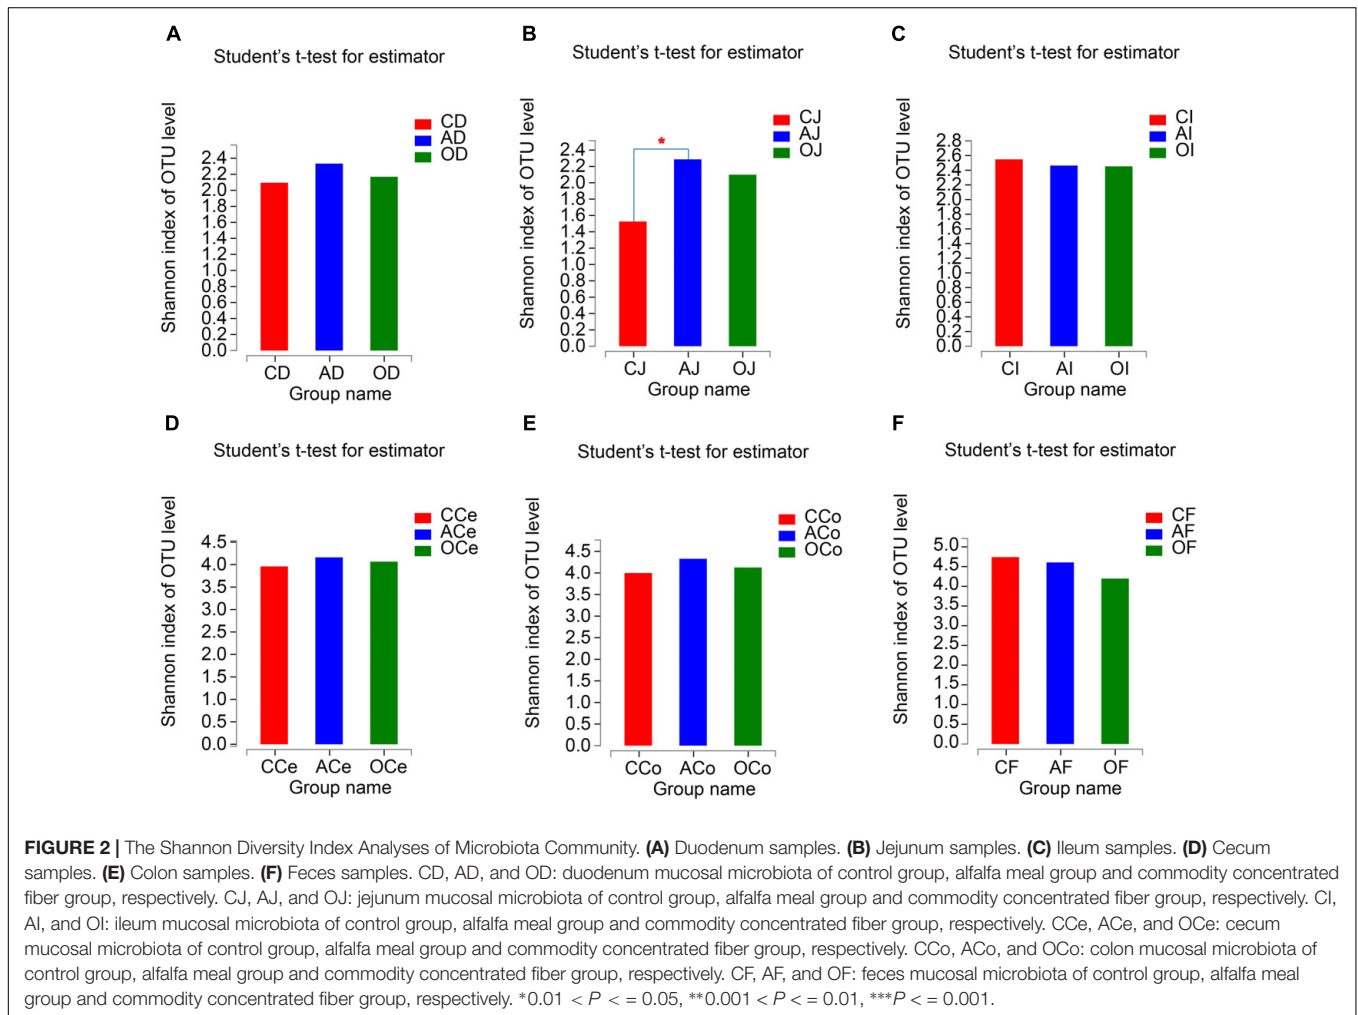 A
Student's t-test for estimator
Shannon index of OTU level
CD
AD
OD
2.4
2.2
2.0
1.8
1.6
1.4
1.2
1.0
0.8
0.6
0.4
0.2
0.0
CD AD OD
Group name
B
Student's t-test for estimator
Shannon index of OTU level
CJ
AJ
OJ
*
2.4
2.2
2.0
1.8
1.6
1.4
1.2
1.0
0.8
0.6
0.4
0.2
0.0
CJ AJ OJ
Group name
C
Student's t-test for estimator
Shannon index of OTU level
CI
AI
OI
2.8
2.6
2.4
2.2
2.0
1.8
1.6
1.4
1.2
1.0
0.8
0.6
0.4
0.2
0.0
CI AI OI
Group name
D
Student's t-test for estimator
Shannon index of OTU level
CCe
ACe
OCe
4.5
4.0
3.5
3.0
2.5
2.0
1.5
1.0
0.5
0.0
CCe ACe OCe
Group name
E
Student's t-test for estimator
Shannon index of OTU level
CCo
ACo
OCo
4.5
4.0
3.5
3.0
2.5
2.0
1.5
1.0
0.5
0.0
CCo ACo OCo
Group name
F
Student's t-test for estimator
Shannon index of OTU level
CF
AF
OF
5.0
4.5
4.0
3.5
3.0
2.5
2.0
1.5
1.0
0.5
0.0
CF AF OF
Group name
FIGURE 2 | The Shannon Diversity Index Analyses of Microbiota Community. (A) Duodenum samples. (B) Jejunum samples. (C) Ileum samples. (D) Cecum
samples. (E) Colon samples. (F) Feces samples. CD, AD, and OD: duodenum mucosal microbiota of control group, alfalfa meal group and commodity concentrated
fiber group, respectively. CJ, AJ, and OJ: jejunum mucosal microbiota of control group, alfalfa meal group and commodity concentrated fiber group, respectively. CI,
AI, and OI: ileum mucosal microbiota of control group, alfalfa meal group and commodity concentrated fiber group, respectively. CCe, ACe, and OCe: cecum
mucosal microbiota of control group, alfalfa meal group and commodity concentrated fiber group, respectively. CCo, ACo, and OCo: colon mucosal microbiota of
control group, alfalfa meal group and commodity concentrated fiber group, respectively. CF, AF, and OF: feces mucosal microbiota of control group, alfalfa meal
group and commodity concentrated fiber group, respectively. *0.01 < P < = 0.05, **0.001 < P < = 0.01, ***P < = 0.001.